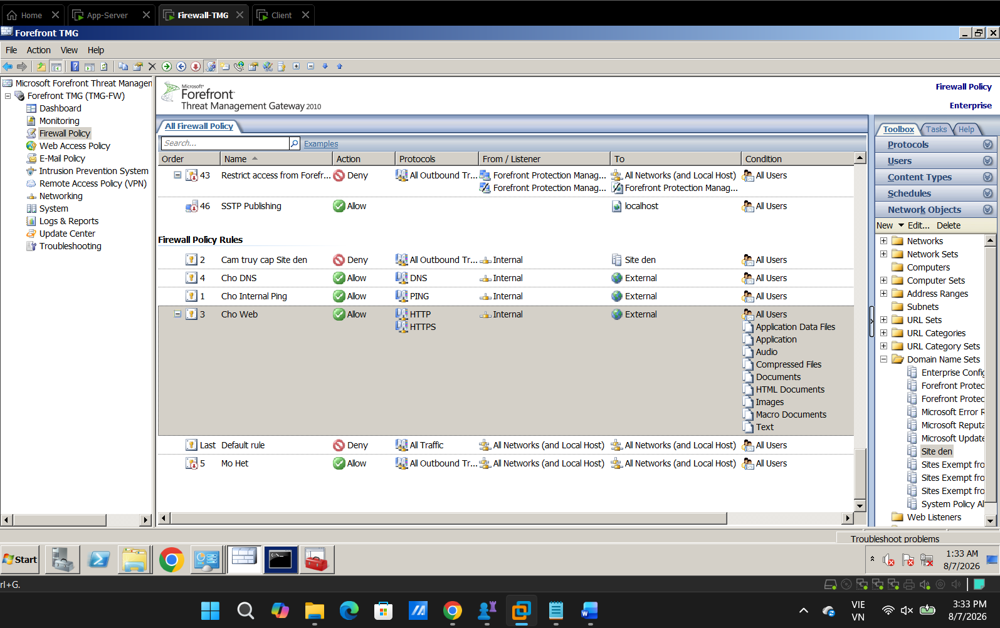 Home
App-Server
Firewall-TMG
Client
Forefront TMG
File Action View Help
Microsoft Forefront Threat Managen
Forefront TMG (TMG-FW)
Dashboard
Monitoring
Firewall Policy
Web Access Policy
E-Mail Policy
Intrusion Prevention System
Remote Access Policy (VPN)
Networking
System
Logs & Reports
Update Center
Troubleshooting
Microsoft®
Forefront™
Threat Management Gateway 2010
Firewall Policy
Enterprise
All Firewall Policy
Search... Examples
Order Name Action Protocols From / Listener To Condition
43 Restrict access from Forefr... Deny All Outbound Tr... Forefront Protection Manag... All Networks (and Local Host) All Users
Forefront Protection Manag... Forefront Protection Manag...
46 SSTP Publishing Allow localhost All Users
Firewall Policy Rules
2 Cam truy cap Site den Deny All Outbound Tr... Internal Site den All Users
4 Cho DNS Allow DNS Internal External All Users
1 Cho Internal Ping Allow PING Internal External All Users
3 Cho Web Allow HTTP Internal External All Users
HTTPS Application Data Files
Application
Audio
Compressed Files
Documents
HTML Documents
Images
Macro Documents
Text
Last Default rule Deny All Traffic All Networks (and Local Host) All Networks (and Local Host) All Users
5 Mo Het Allow All Outbound Tr... All Networks (and Local Host) All Networks (and Local Host) All Users
Toolbox Tasks Help
Protocols
Users
Content Types
Schedules
Network Objects
New Edit... Delete
Networks
Network Sets
Computers
Computer Sets
Address Ranges
Subnets
URL Sets
URL Categories
URL Category Sets
Domain Name Sets
Enterprise Config
Forefront Protec
Forefront Protec
Microsoft Error R
Microsoft Reputa
Microsoft Update
Site den
Sites Exempt fro
Sites Exempt fro
Sites Exempt fro
System Policy Al
Web Listeners
Troubleshoot problems
Start
1:33 AM
8/7/2026
rl+G.
VIE
VN
3:33 PM
8/7/2026